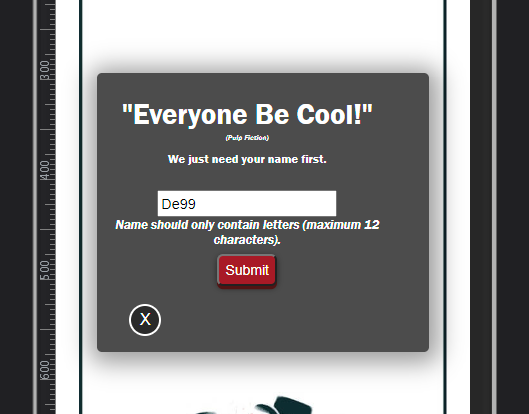 300
"Everyone Be Cool!"
(Pulp Fiction)
We just need your name first.
400
De99
Name should only contain letters (maximum 12
characters).
500
Submit
X
600